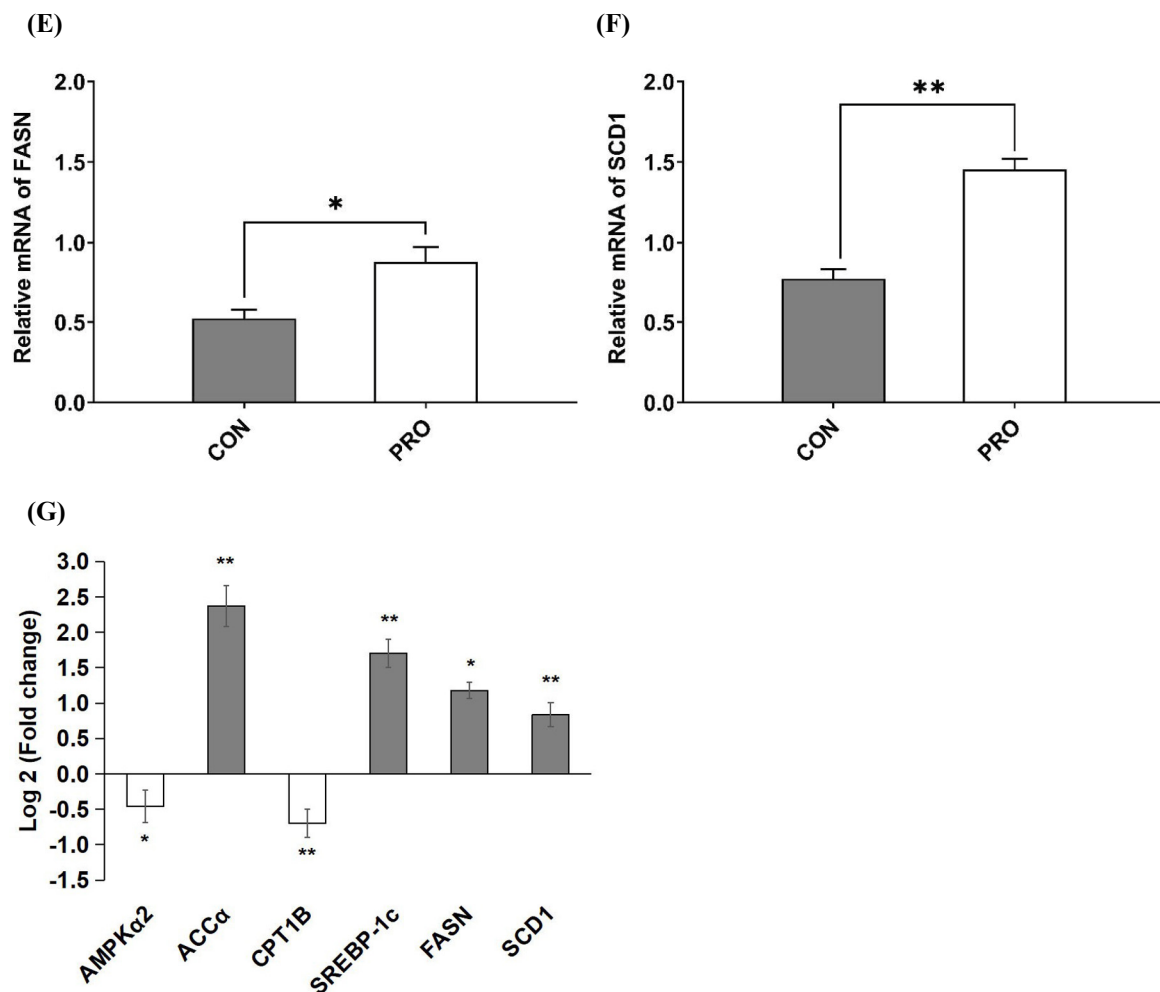 (E)
(F)
2.0
1.5
1.0
0.5
0.0
Relative mRNA of FASN
*
CON
PRO
2.0
1.5
1.0
0.5
0.0
Relative mRNA of SCD1
**
CON
PRO
(G)
3.0
2.5
2.0
1.5
1.0
0.5
0.0
-0.5
-1.0
-1.5
Log 2 (Fold change)
*
**
**
**
*
**
AMPKα2
ACCα
CPT1B
SREBP-1c
FASN
SCD1